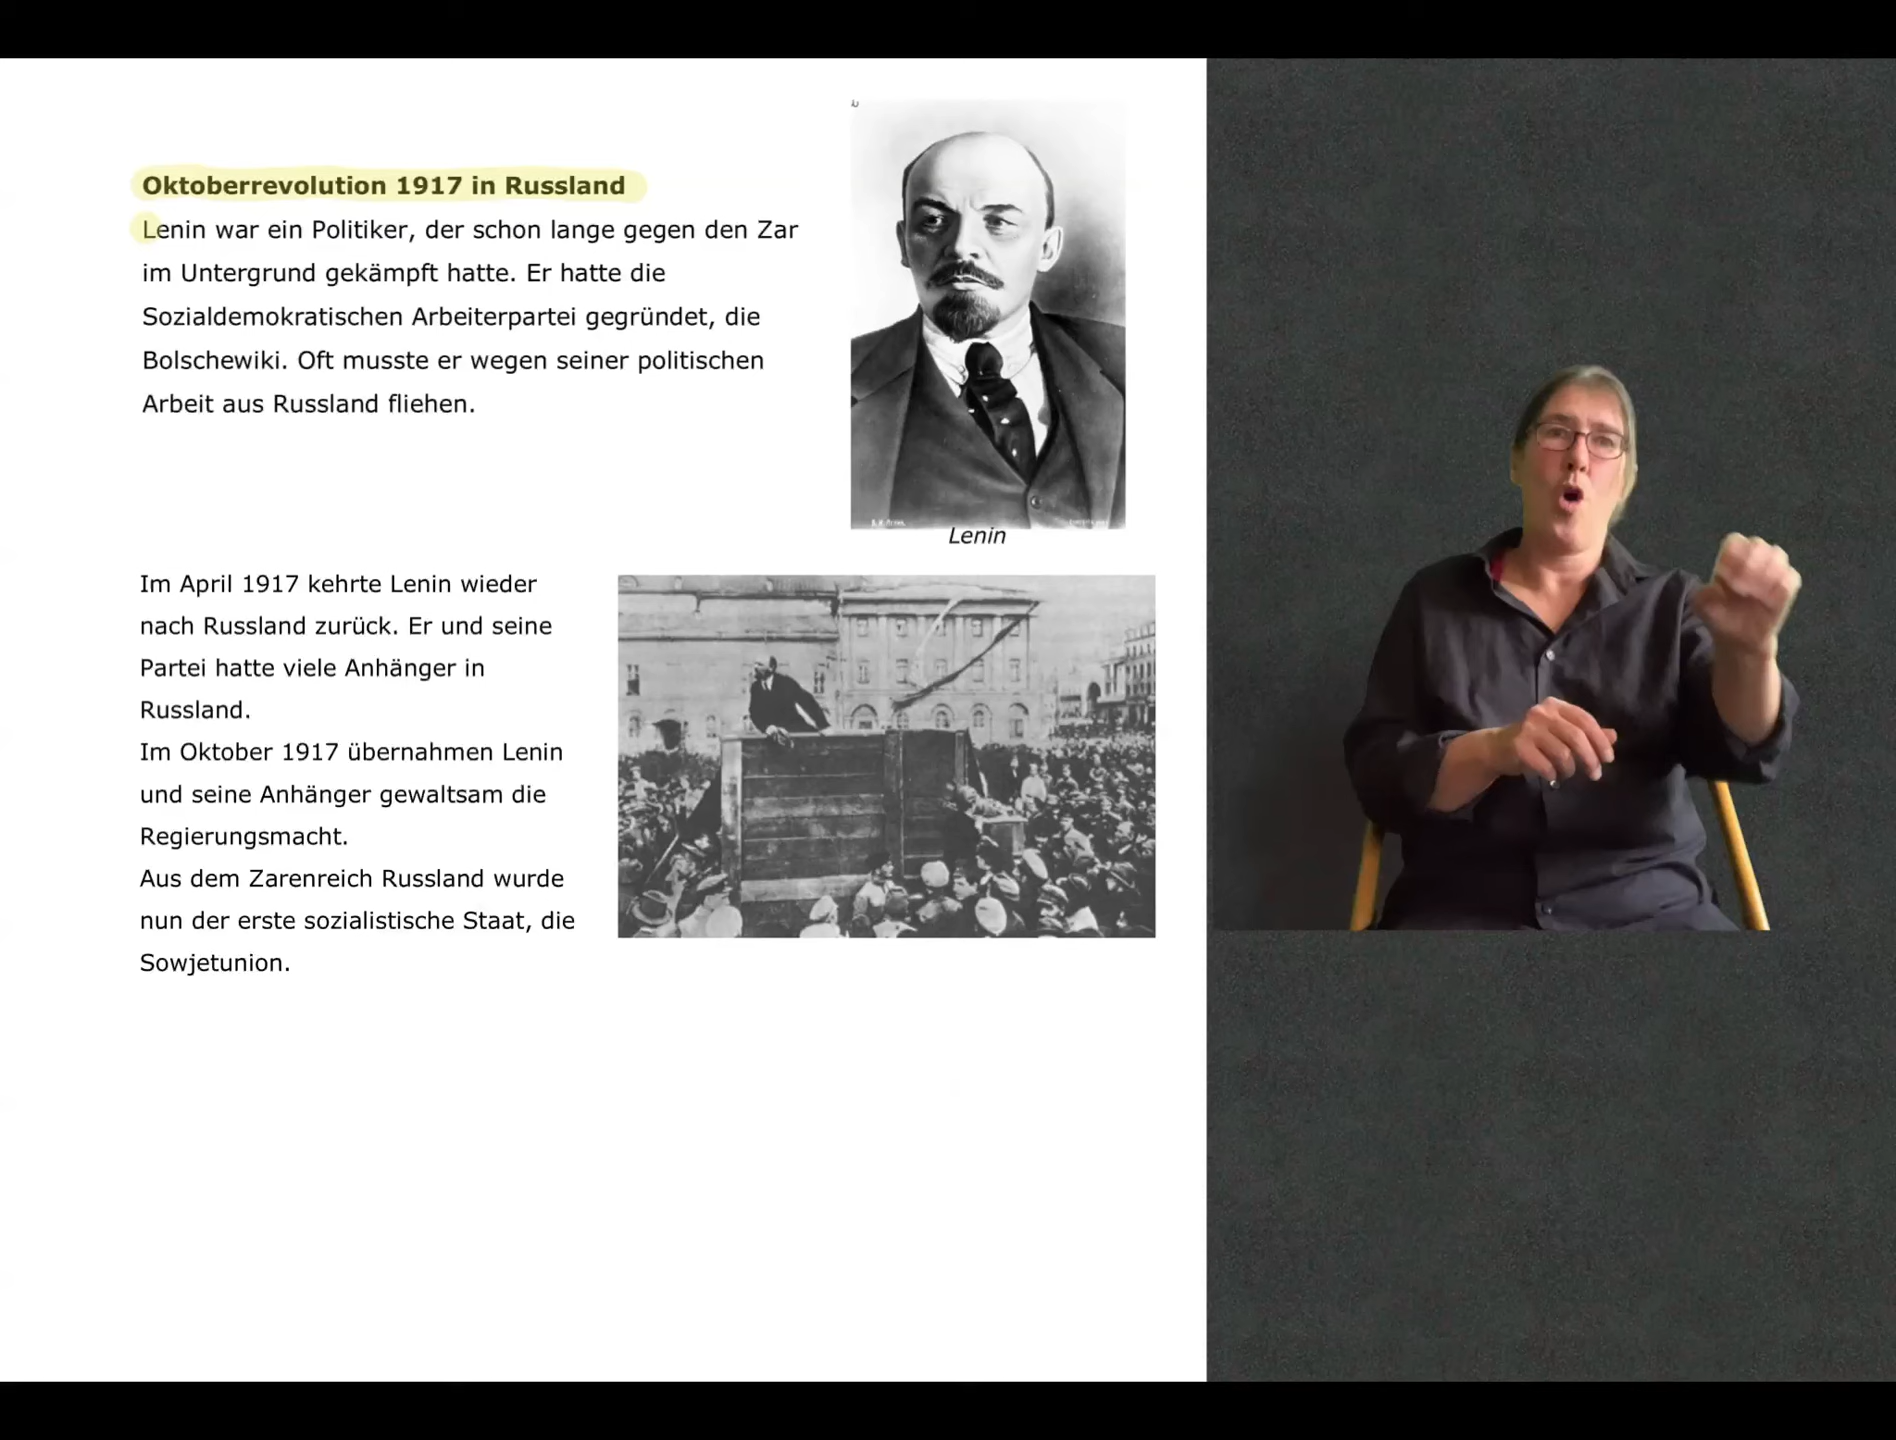 Oktoberrevolution 1917 in Russland
Lenin war ein Politiker, der schon lange gegen den Zar
im Untergrund gekämpft hatte. Er hatte die
Sozialdemokratischen Arbeiterpartei gegründet, die
Bolschewiki. Oft musste er wegen seiner politischen
Arbeit aus Russland fliehen.
Lenin
Im April 1917 kehrte Lenin wieder
nach Russland zurück. Er und seine
Partei hatte viele Anhänger in
Russland.
Im Oktober 1917 übernahmen Lenin
und seine Anhänger gewaltsam die
Regierungsmacht.
Aus dem Zarenreich Russland wurde
nun der erste sozialistische Staat, die
Sowjetunion.